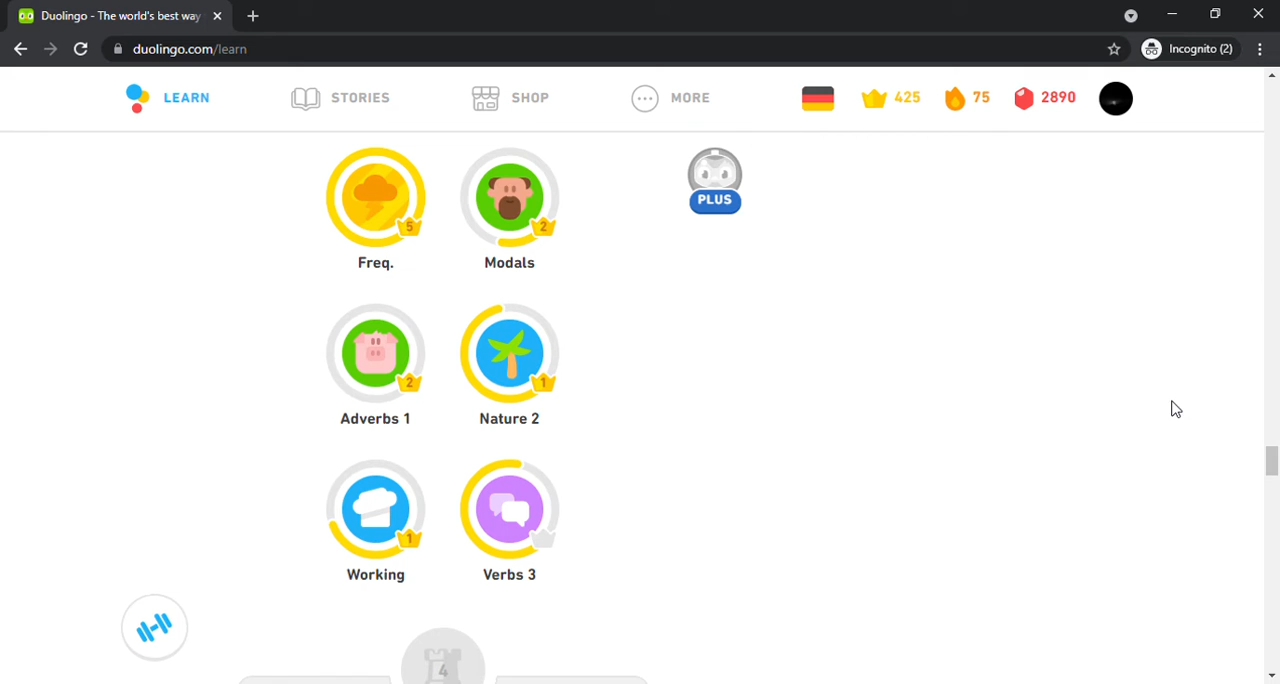 Duolingo - The world's best way
duolingo.com/learn
Incognito (2)
LEARN
STORIES
SHOP
MORE
425
75
2890
5
2
PLUS
Freq.
Modals
2
1
Adverbs 1
Nature 2
1
Working
Verbs 3
4